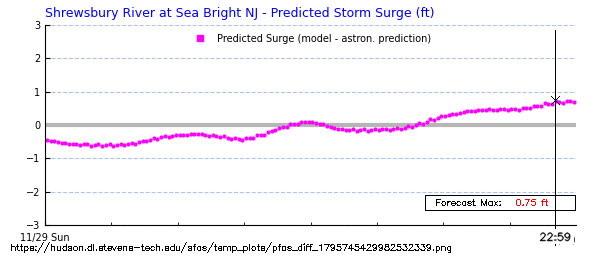 Shrewsbury River at Sea Bright NJ - Predicted Storm Surge (ft)
3
Predicted Surge (model - astron. prediction)
2
1
0
−1
−2
Forecast Max: 0.75 ft
−3
11/29 Sun 22:59
https://hudson.dl.stevens-tech.edu/sfas/temp_plots/pfas_diff_1795745429982532339.png